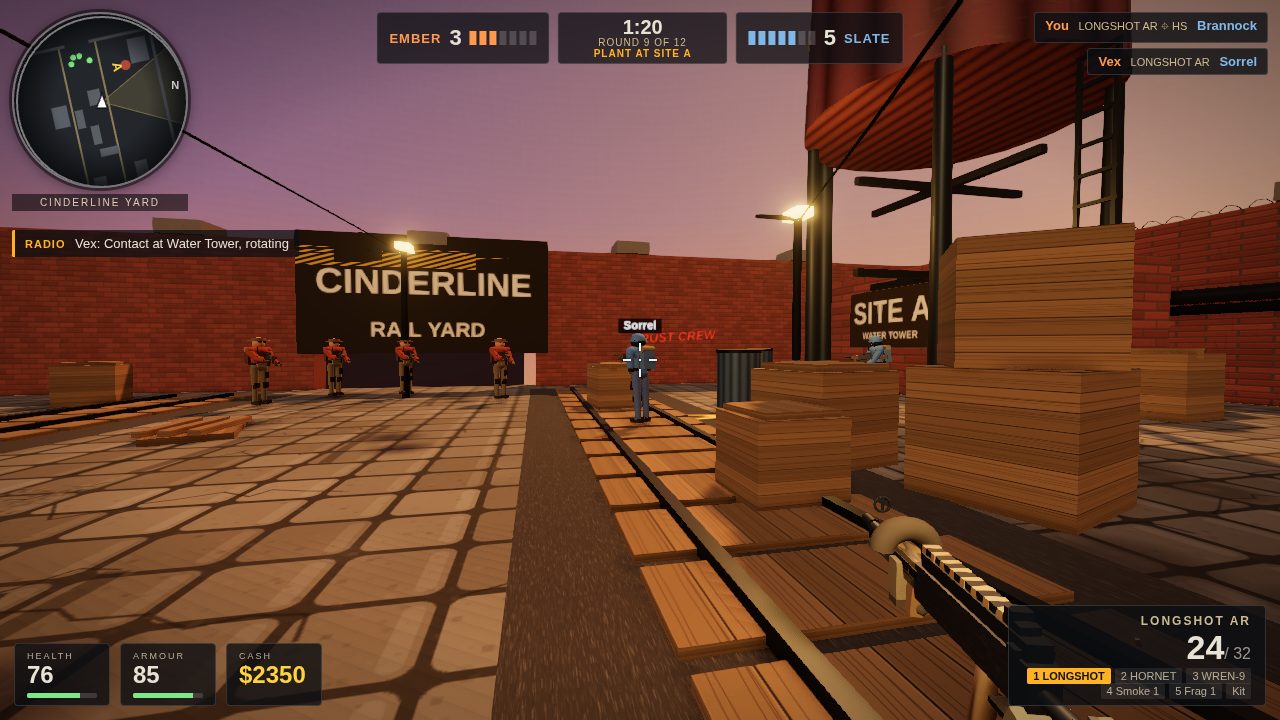 EMBER 3
1:20
ROUND 9 OF 12
PLANT AT SITE A
5 SLATE
You LONGSHOT AR ⌖ HS Brannock
Vex LONGSHOT AR Sorrel
A
N
CINDERLINE YARD
RADIO Vex: Contact at Water Tower, rotating
CINDERLINE
RA L YARD
Sorrel
RUST CREW
SITE A
WATER TOWER
HEALTH
76
ARMOUR
85
CASH
$2350
LONGSHOT AR
24 / 32
1 LONGSHOT 2 HORNET 3 WREN-9
4 Smoke 1 5 Frag 1 Kit